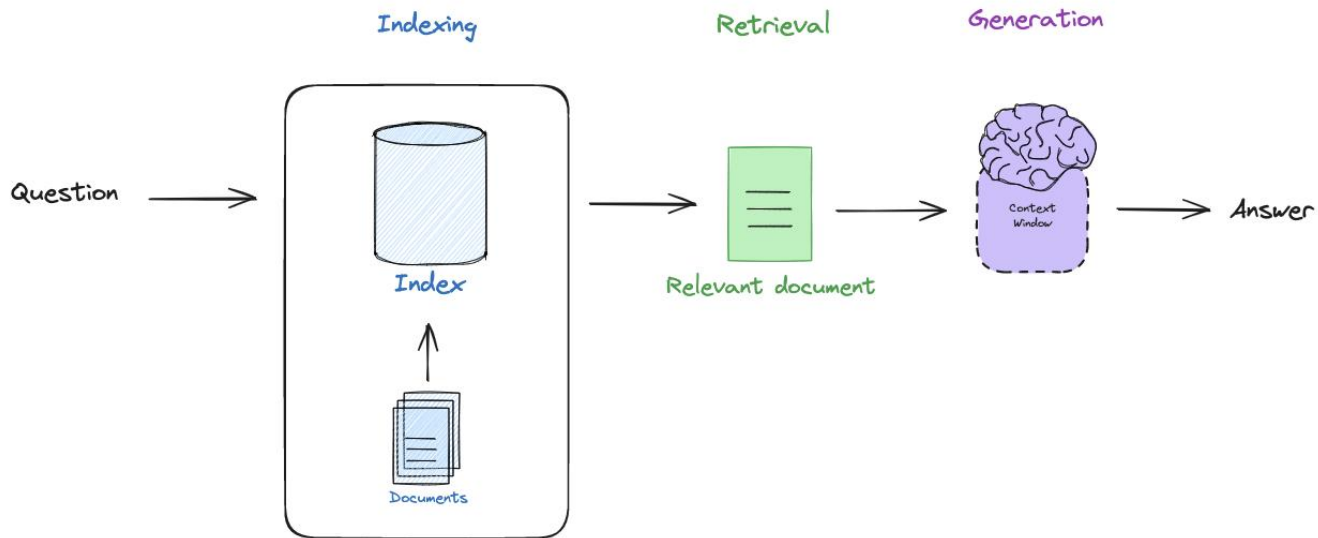 Indexing
Retrieval
Generation
Question
Index
Documents
Relevant document
Context
Window
Answer